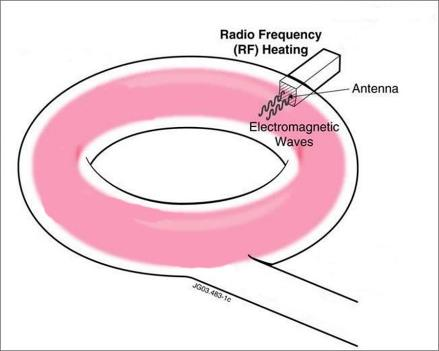 Radio Frequency
(RF) Heating
Antenna
Electromagnetic
Waves
JG03.483-1c